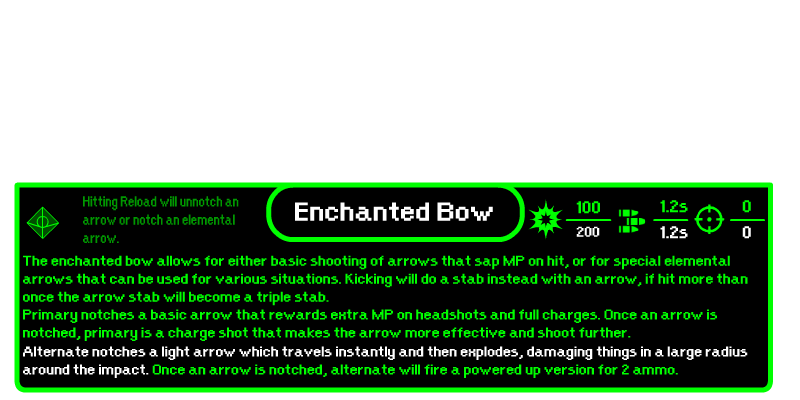 Hitting Reload will unnotch an
arrow or notch an elemental
arrow.
Enchanted Bow
100
200
1.2s
1.2s
0
0
The enchanted bow allows for either basic shooting of arrows that sap MP on hit, or for special elemental
arrows that can be used for various situations. Kicking will do a stab instead with an arrow, if hit more than
once the arrow stab will become a triple stab.
Primary notches a basic arrow that rewards extra MP on headshots and full charges. Once an arrow is
notched, primary is a charge shot that makes the arrow more effective and shoot further.
Alternate notches a light arrow which travels instantly and then explodes, damaging things in a large radius
around the impact. Once an arrow is notched, alternate will fire a powered up version for 2 ammo.